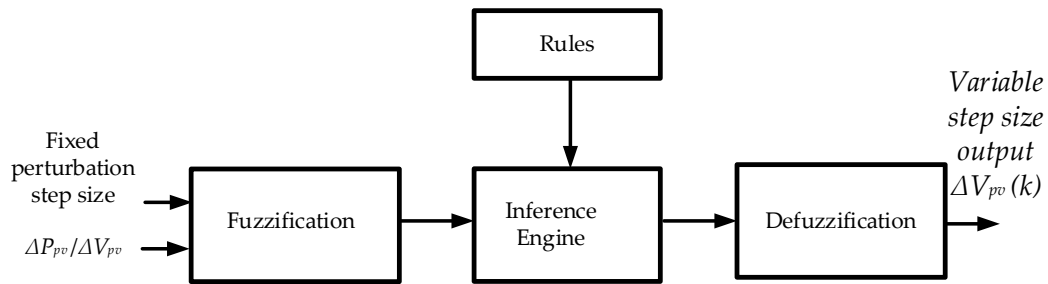 Rules
Fixed
perturbation
step size
ΔPpv/ΔVpv
Fuzzification
Inference
Engine
Defuzzification
Variable
step size
output
ΔVpv (k)